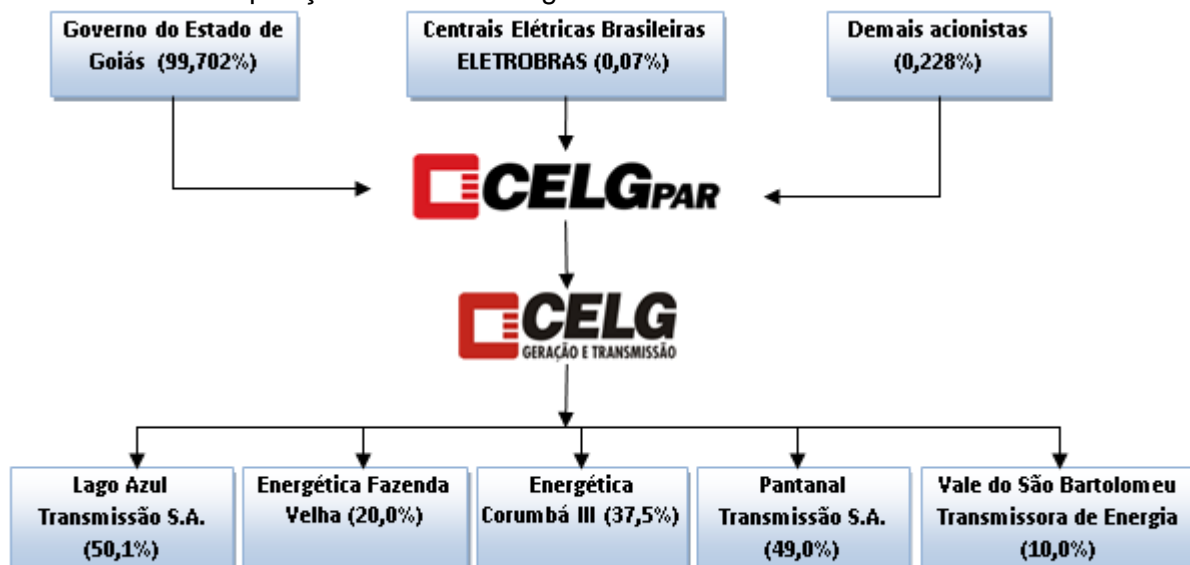 Governo do Estado de
Goiás (99,702%)
Centrais Elétricas Brasileiras
ELETROBRAS (0,07%)
Demais acionistas
(0,228%)
CELGPAR
CELG
GERAÇÃO E TRANSMISSÃO
Lago Azul
Transmissão S.A.
(50,1%)
Energética Fazenda
Velha (20,0%)
Energética
Corumbá III (37,5%)
Pantanal
Transmissão S.A.
(49,0%)
Vale do São Bartolomeu
Transmissora de Energia
(10,0%)